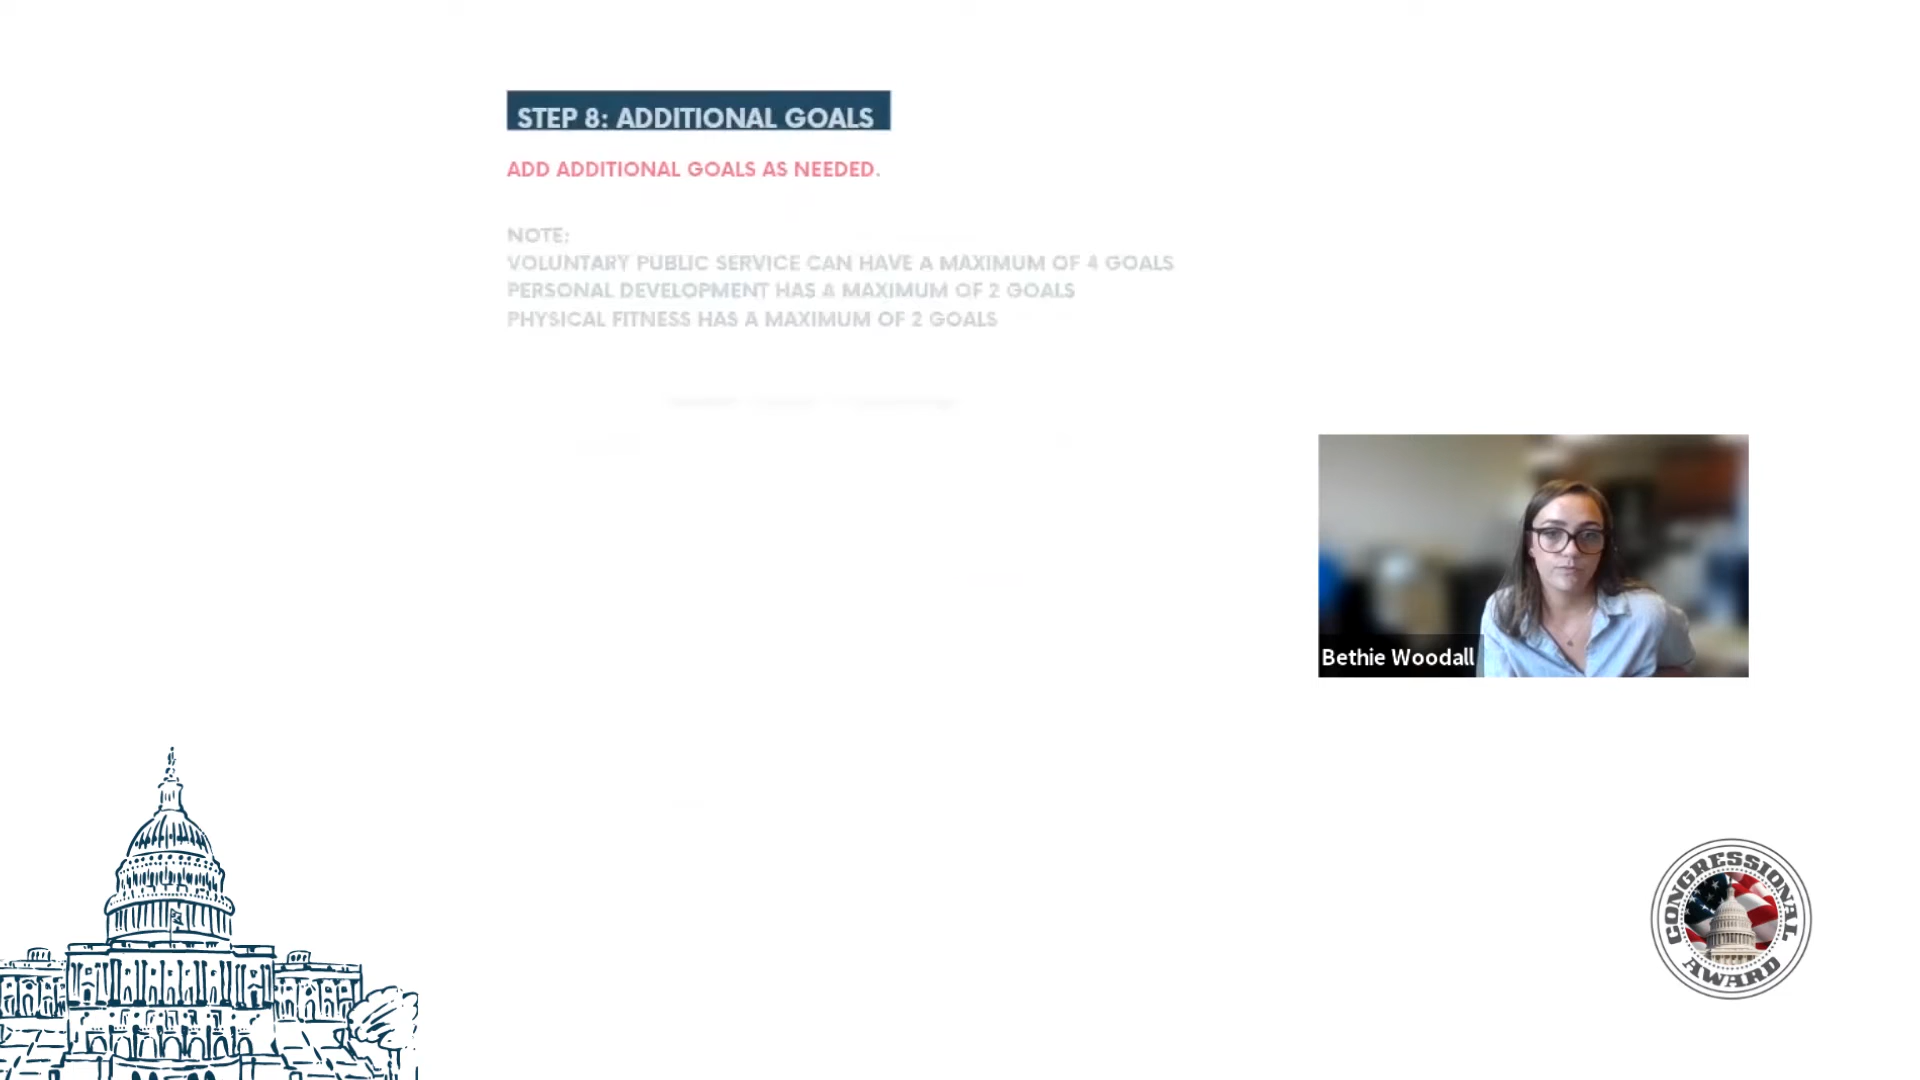 STEP 8: ADDITIONAL GOALS
ADD ADDITIONAL GOALS AS NEEDED.
NOTE:
VOLUNTARY PUBLIC SERVICE CAN HAVE A MAXIMUM OF 4 GOALS
PERSONAL DEVELOPMENT HAS A MAXIMUM OF 2 GOALS
PHYSICAL FITNESS HAS A MAXIMUM OF 2 GOALS
Bethie Woodall
CONGRESSIONAL
AWARD